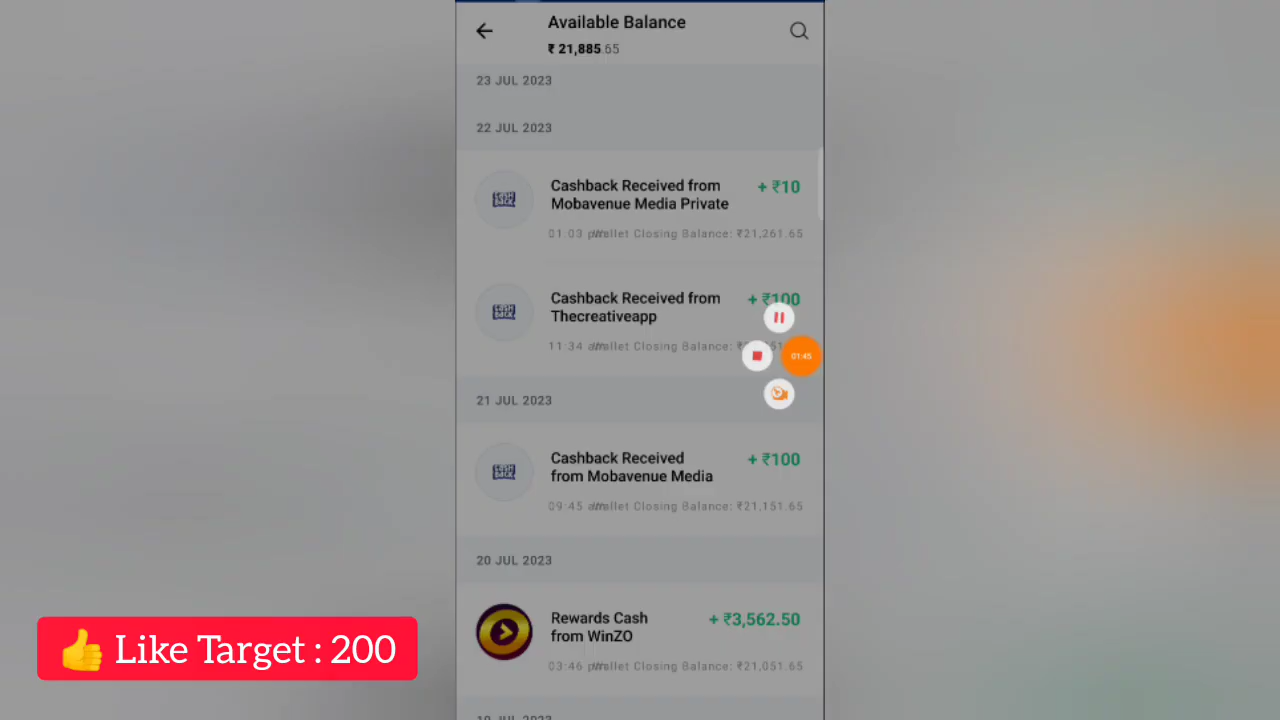 Available Balance
₹ 21,885.65
23 JUL 2023
22 JUL 2023
Cashback Received from
Mobavenue Media Private
+ ₹10
01:03 pm Wallet Closing Balance: ₹21,261.65
Cashback Received from
Thecreativeapp
+ ₹100
11:34 am Wallet Closing Balance:
01:45
21 JUL 2023
Cashback Received
from Mobavenue Media
+ ₹100
09:45 am Wallet Closing Balance: ₹21,151.65
20 JUL 2023
Rewards Cash
from WinZO
+ ₹3,562.50
03:46 pm Wallet Closing Balance: ₹21,051.65
👍 Like Target : 200